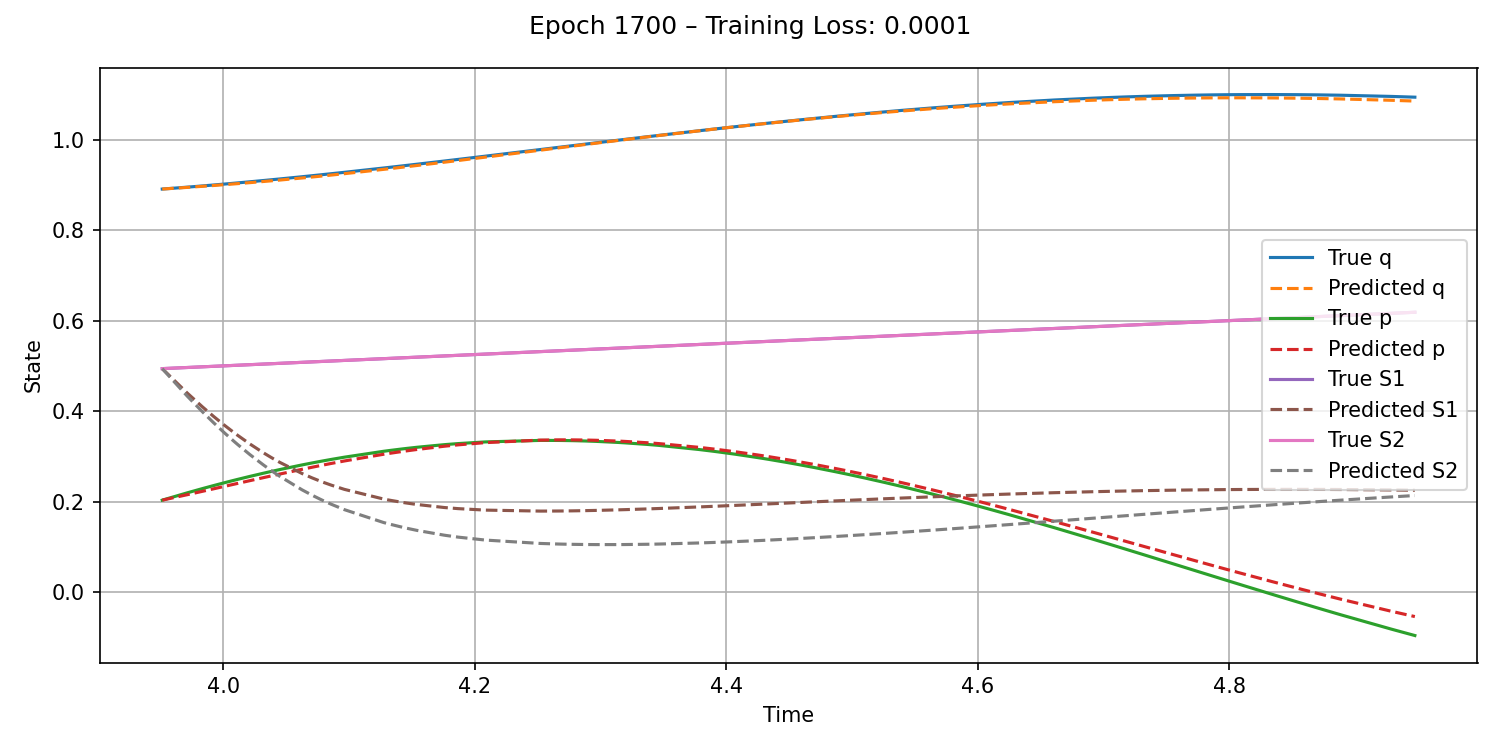 Epoch 1700 – Training Loss: 0.0001
State
1.0
0.8
0.6
0.4
0.2
0.0
True q
Predicted q
True p
Predicted p
True S1
Predicted S1
True S2
Predicted S2
4.0
4.2
4.4
4.6
4.8
Time